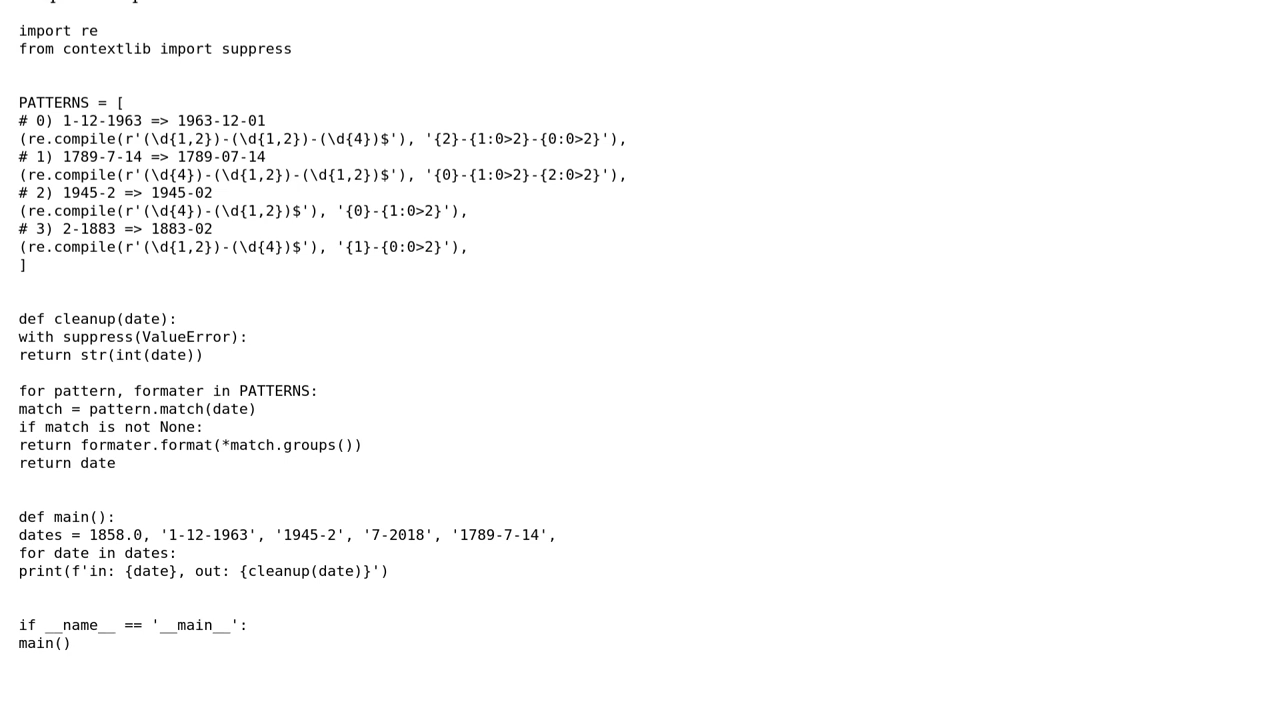 import re
from contextlib import suppress
PATTERNS = [
# 0) 1-12-1963 => 1963-12-01
(re.compile(r'(\d{1,2})-(\d{1,2})-(\d{4})$'), '{2}-{1:0>2}-{0:0>2}'),
# 1) 1789-7-14 => 1789-07-14
(re.compile(r'(\d{4})-(\d{1,2})-(\d{1,2})$'), '{0}-{1:0>2}-{2:0>2}'),
# 2) 1945-2 => 1945-02
(re.compile(r'(\d{4})-(\d{1,2})$'), '{0}-{1:0>2}'),
# 3) 2-1883 => 1883-02
(re.compile(r'(\d{1,2})-(\d{4})$'), '{1}-{0:0>2}'),
]
def cleanup(date):
with suppress(ValueError):
return str(int(date))
for pattern, formater in PATTERNS:
match = pattern.match(date)
if match is not None:
return formater.format(*match.groups())
return date
def main():
dates = 1858.0, '1-12-1963', '1945-2', '7-2018', '1789-7-14',
for date in dates:
print(f'in: {date}, out: {cleanup(date)}')
if __name__ == '__main__':
main()